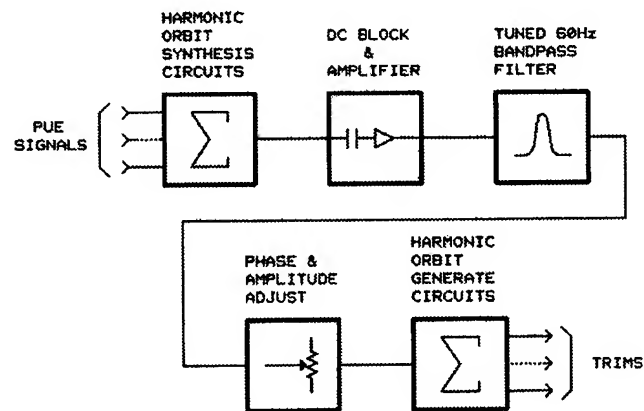 HARMONIC
ORBIT
SYNTHESIS
CIRCUITS
DC BLOCK
&
AMPLIFIER
TUNED 60Hz
BANDPASS
FILTER
PUE
SIGNALS
PHASE &
AMPLITUDE
ADJUST
HARMONIC
ORBIT
GENERATE
CIRCUITS
TRIMS